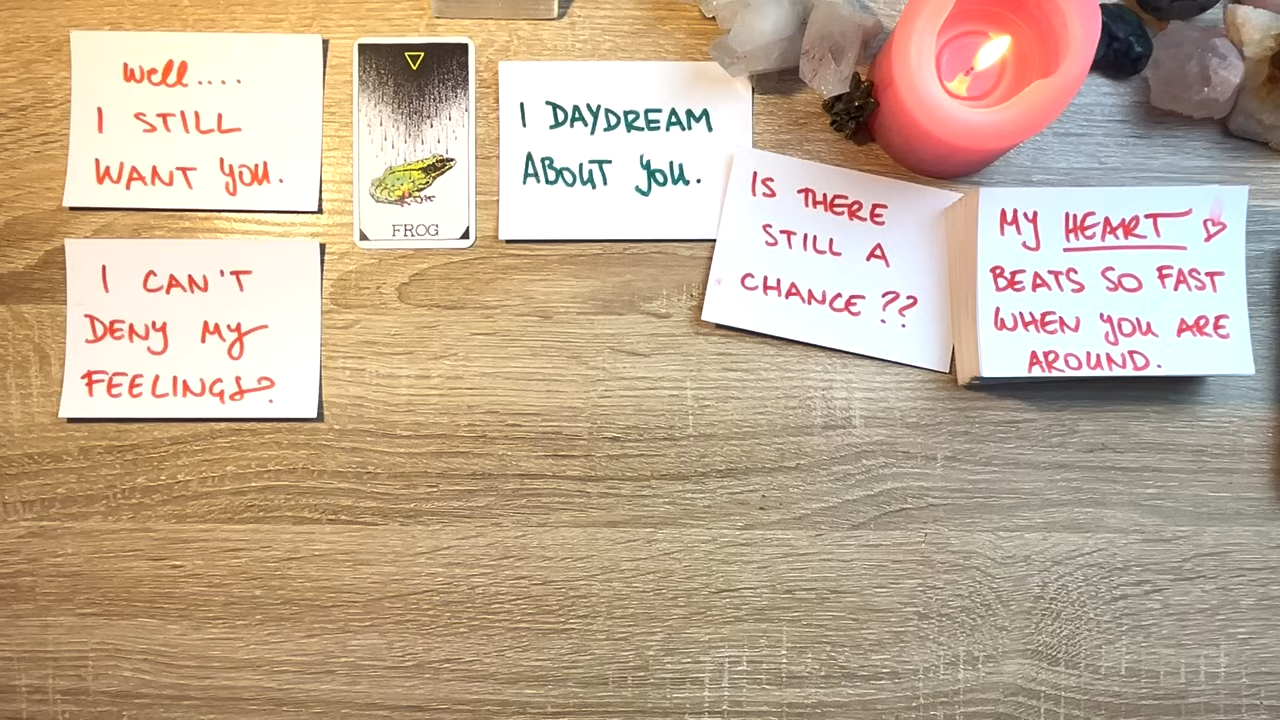 Well....
I STILL
WANT YOU.
FROG
I DAYDREAM
ABOUT YOU.
I CAN'T
DENY MY
FEELINGS.
IS THERE
STILL A
CHANCE ??
MY HEART
BEATS SO FAST
WHEN YOU ARE
AROUND.